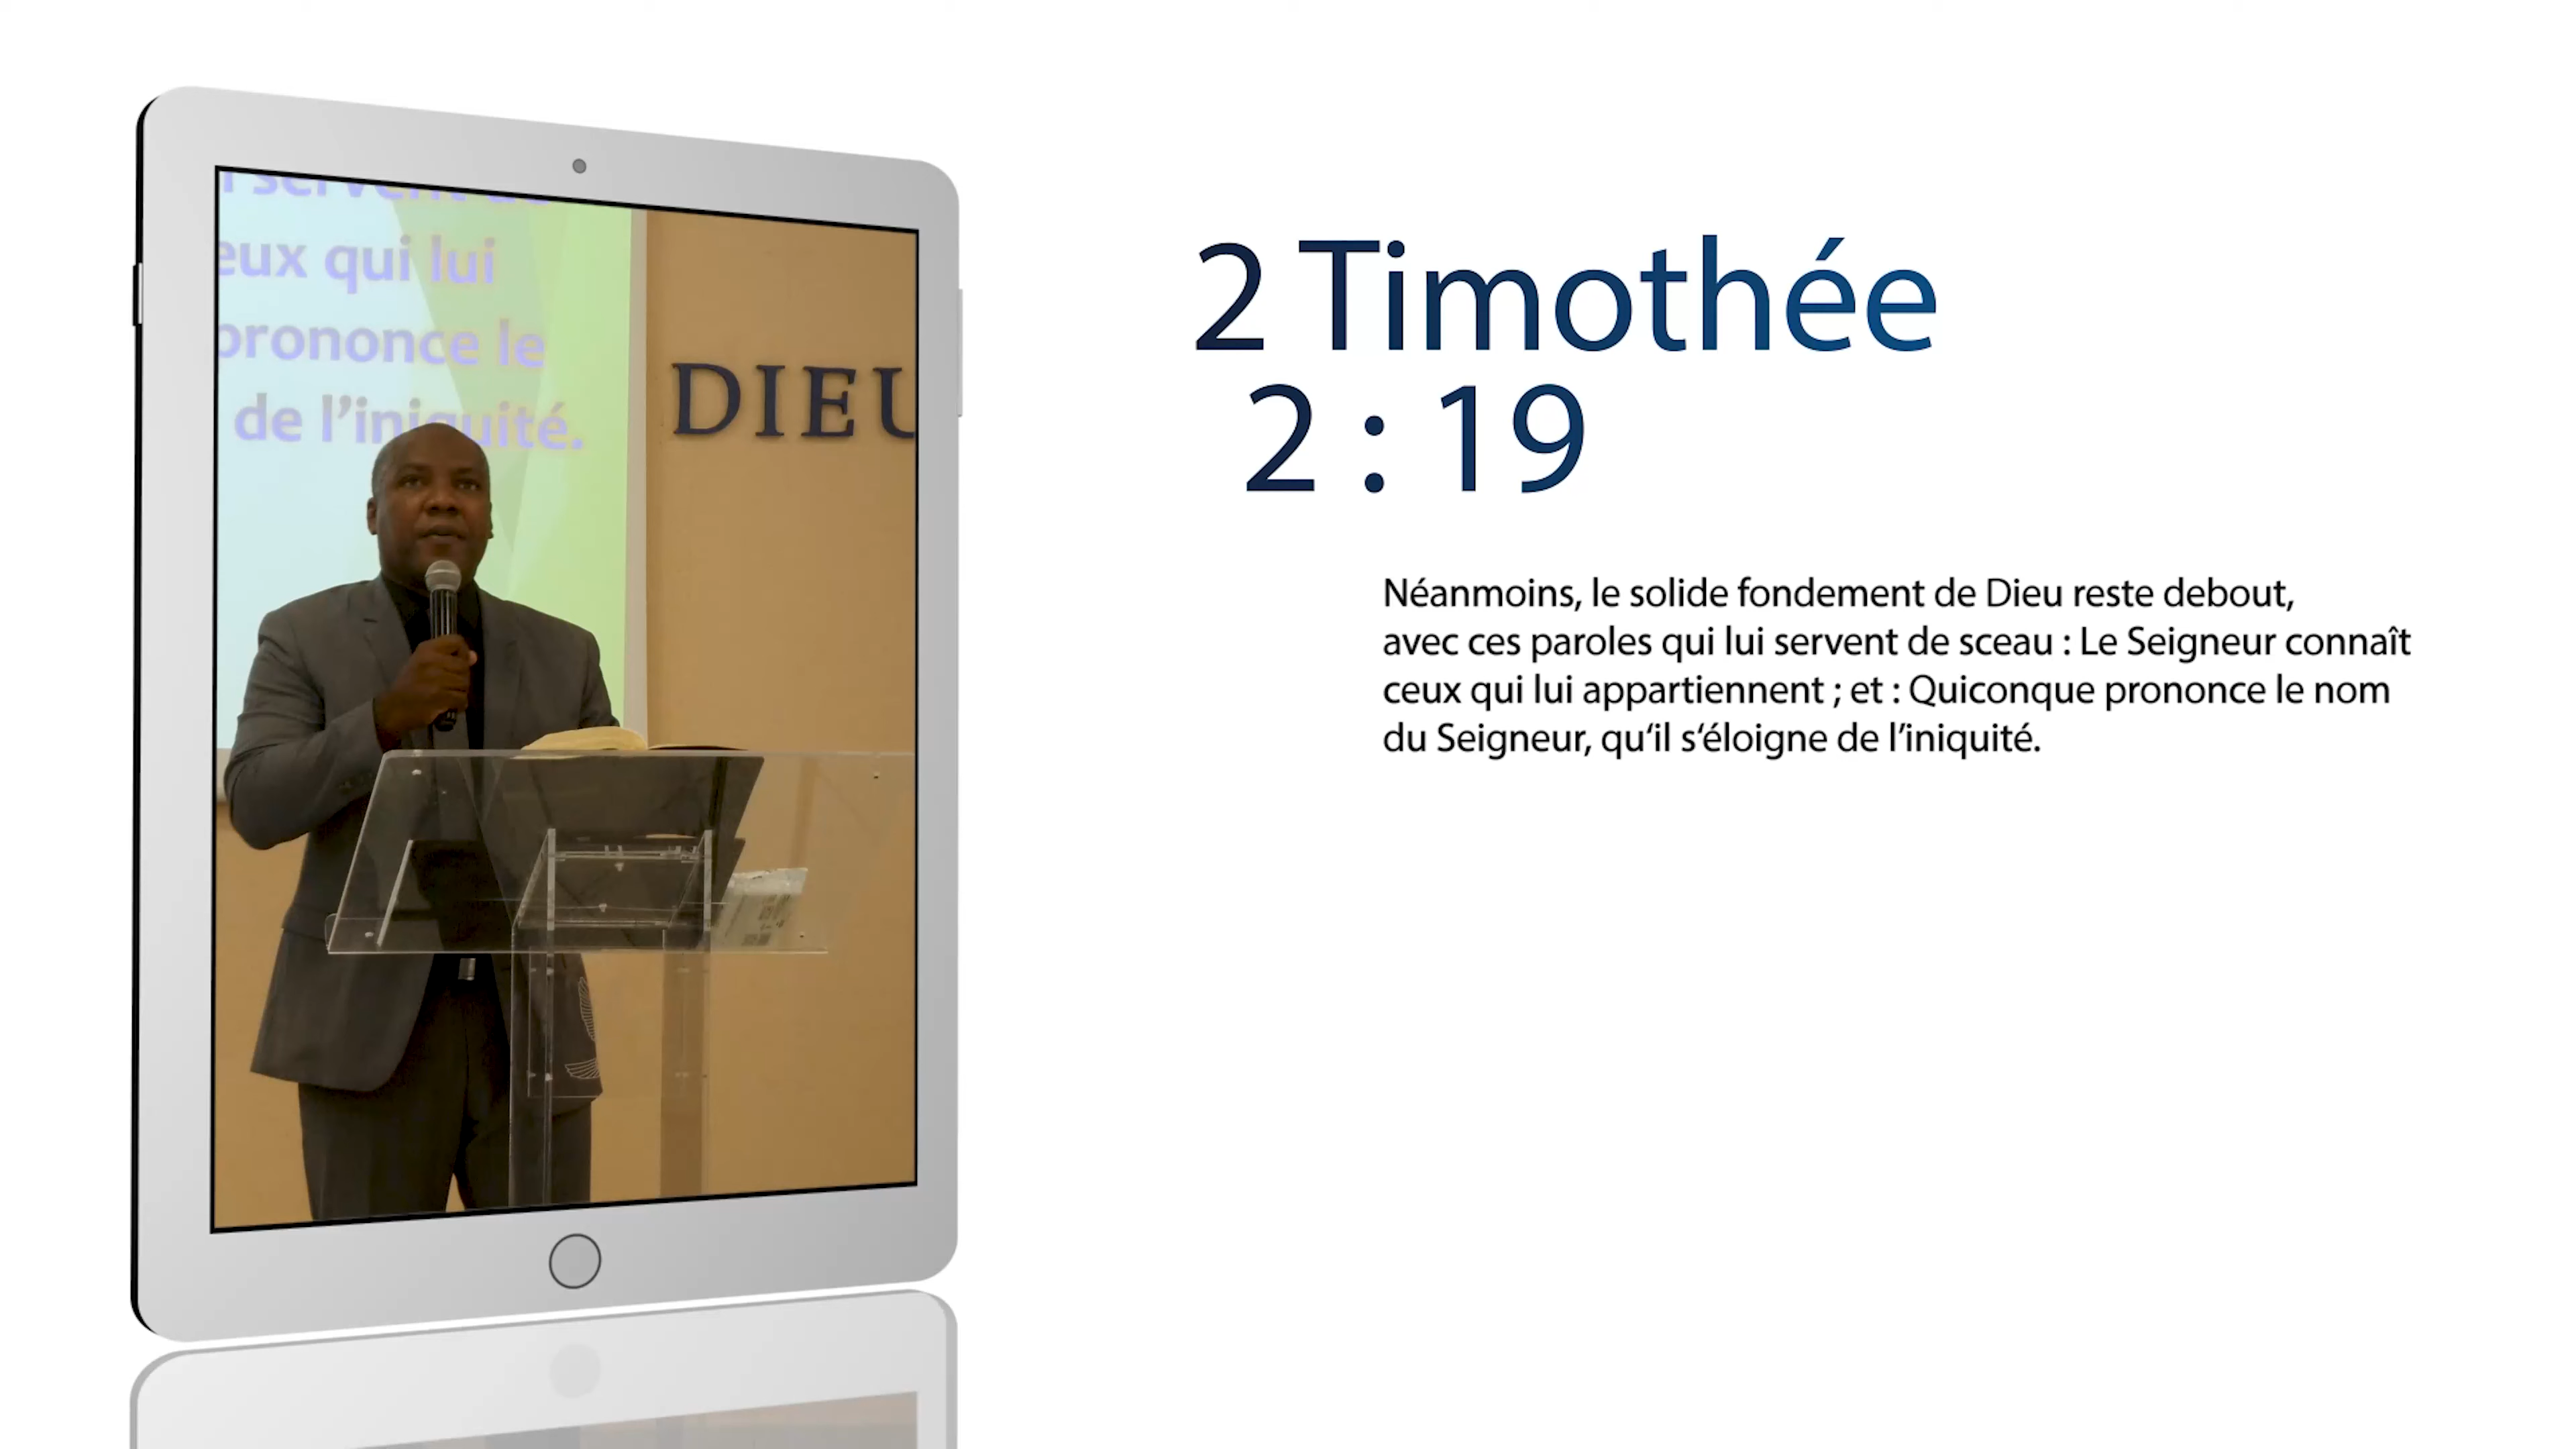 eux qui lui
prononce le
de l'iniquité.
DIEU
2 Timothée
2 : 19
Néanmoins, le solide fondement de Dieu reste debout,
avec ces paroles qui lui servent de sceau : Le Seigneur connaît
ceux qui lui appartiennent ; et : Quiconque prononce le nom
du Seigneur, qu‘il s‘éloigne de l’iniquité.